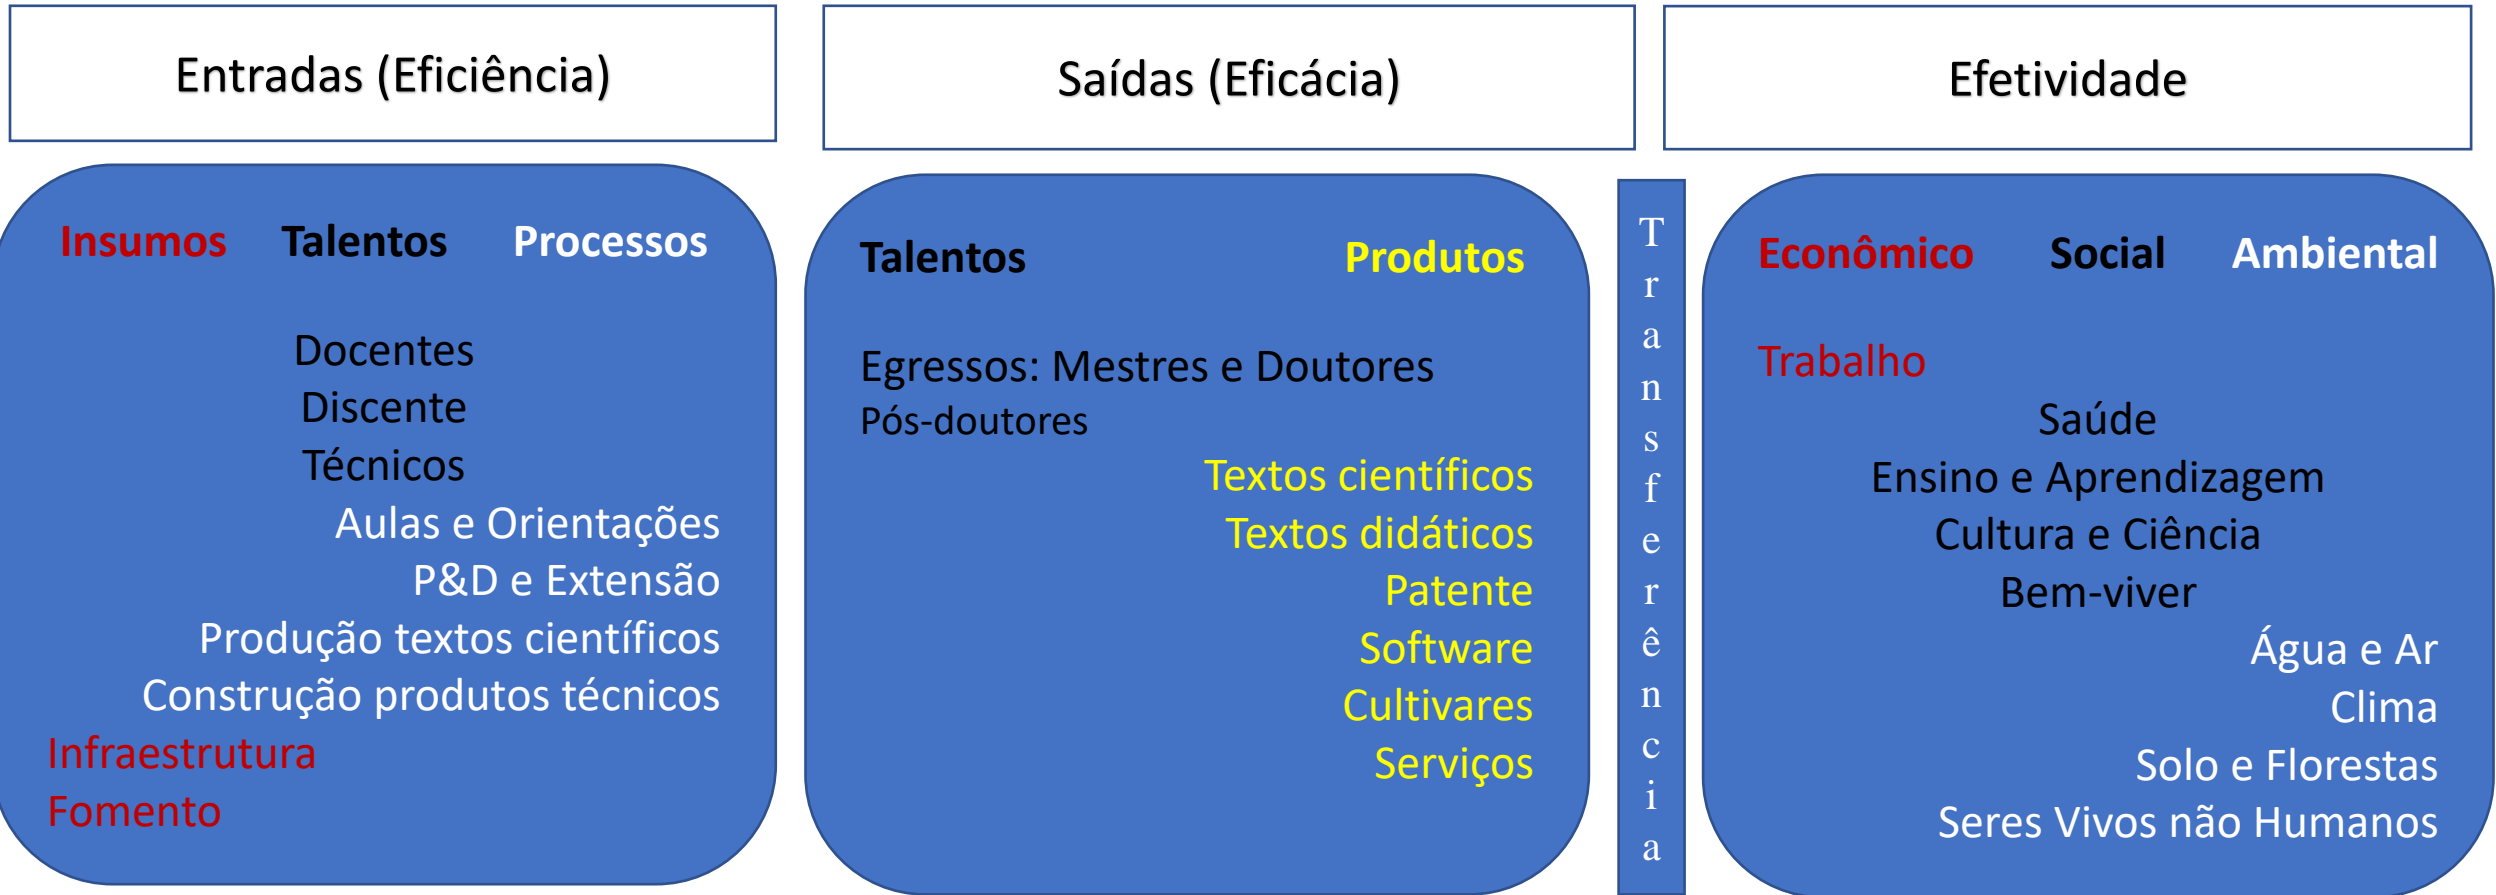 Entradas (Eficiência)
Insumos Talentos Processos
Docentes
Discente
Técnicos
Aulas e Orientações
P&D e Extensão
Produção textos científicos
Construção produtos técnicos
Infraestrutura
Fomento
Saídas (Eficácia)
Talentos Produtos
Egressos: Mestres e Doutores
Pós-doutores
Textos científicos
Textos didáticos
Patente
Software
Cultivares
Serviços
Transferência
Efetividade
Econômico Social Ambiental
Trabalho
Saúde
Ensino e Aprendizagem
Cultura e Ciência
Bem-viver
Água e Ar
Clima
Solo e Florestas
Seres Vivos não Humanos